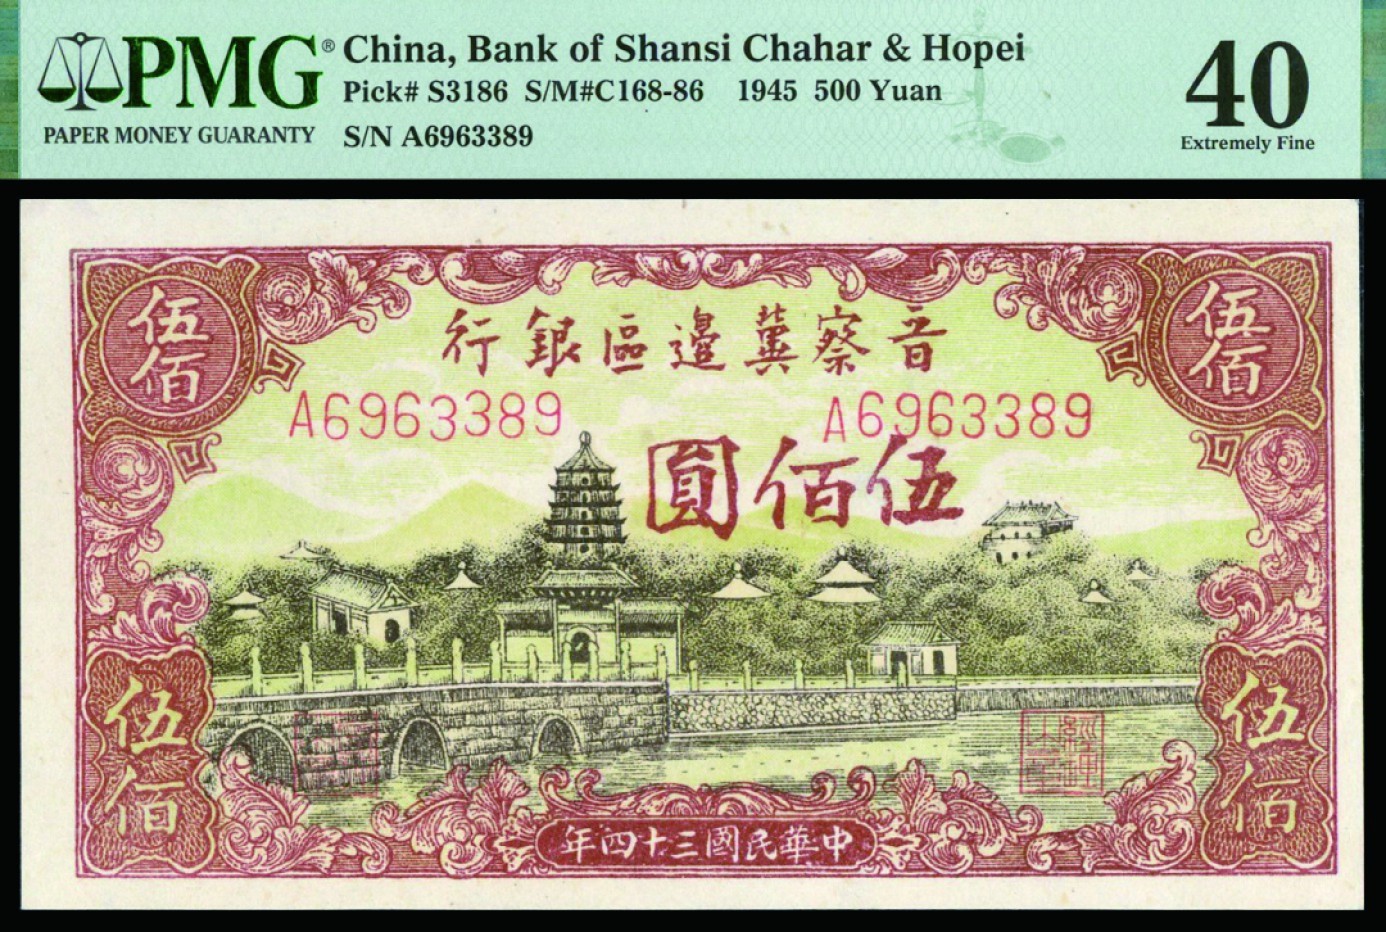 PMG®
PAPER MONEY GUARANTY
China, Bank of Shansi Chahar & Hopei
Pick# S3186 S/M#C168-86 1945 500 Yuan
S/N A6963389
40
Extremely Fine
伍佰
伍佰
晉察冀邊區銀行
A6963389
A6963389
伍佰圓
伍佰
伍佰
中華民國三十四年